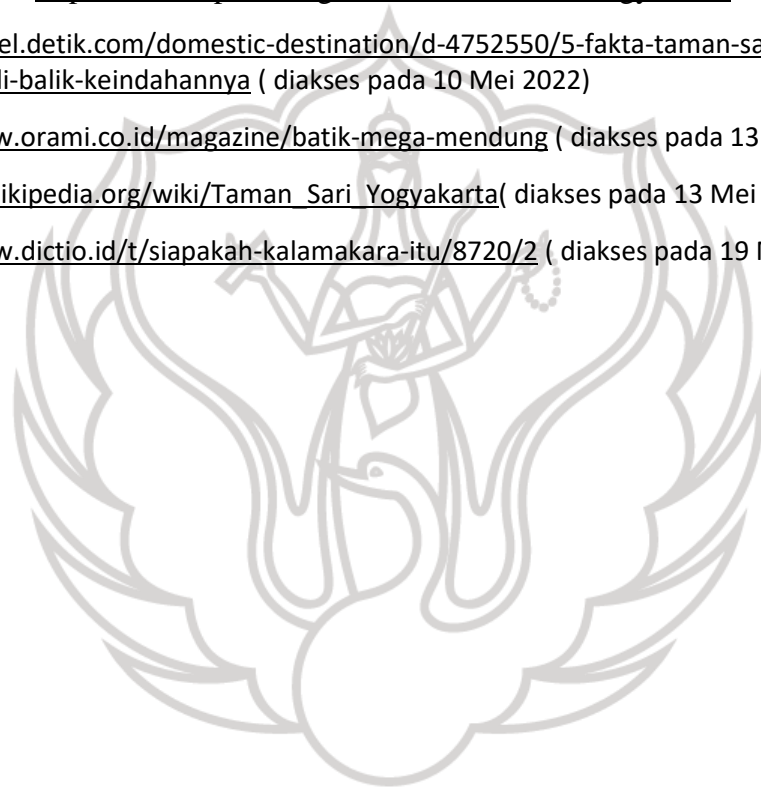 el.detik.com/domestic-destination/d-4752550/5-fakta-taman-sa
li-balik-keindahannya ( diakses pada 10 Mei 2022)
w.orami.co.id/magazine/batik-mega-mendung ( diakses pada 13
ikipedia.org/wiki/Taman_Sari_Yogyakarta( diakses pada 13 Mei
w.dictio.id/t/siapakah-kalamakara-itu/8720/2 ( diakses pada 19 M